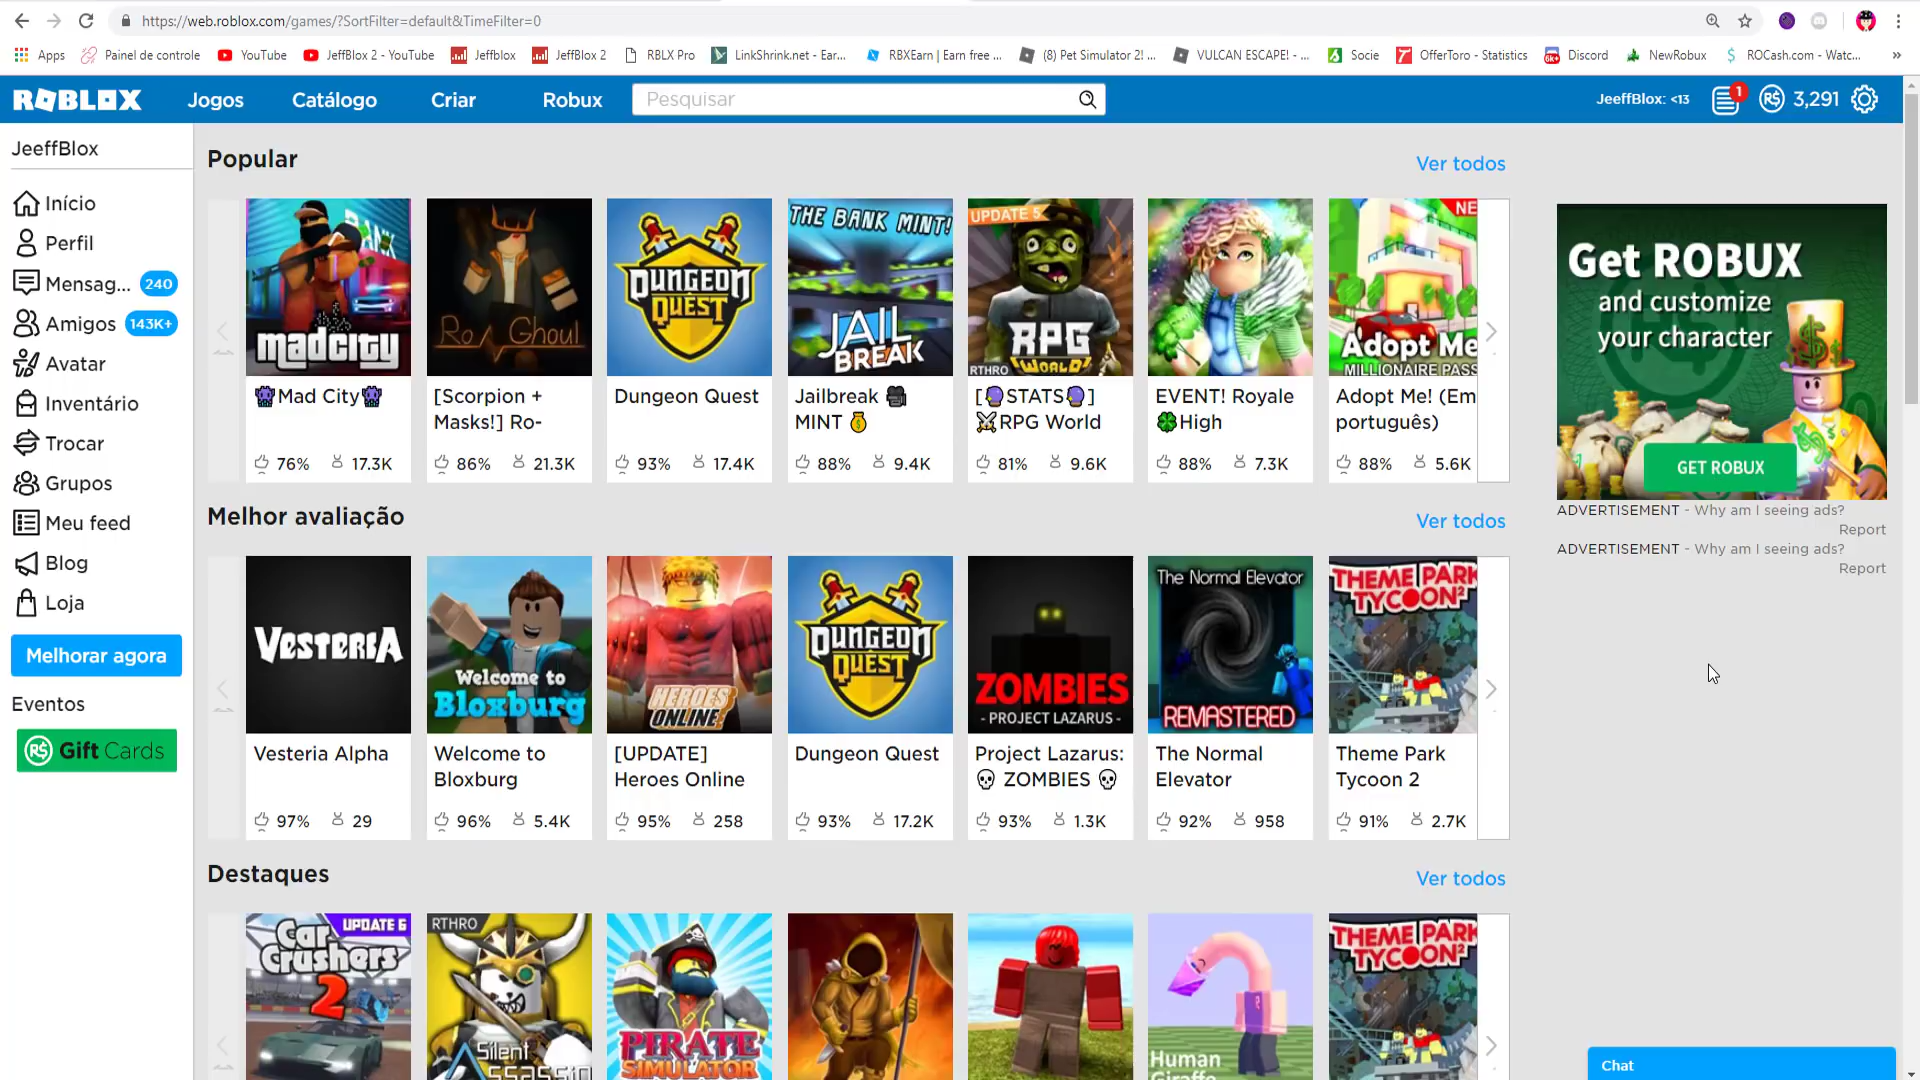 https://web.roblox.com/games/?SortFilter=default&TimeFilter=0
Apps Painel de controle YouTube JeffBlox 2 - YouTube Jeffblox JeffBlox 2 RBLX Pro LinkShrink.net - Ear... RBXEarn | Earn free ... (8) Pet Simulator 2! ... VULCAN ESCAPE! - ... Socie OfferToro - Statistics Discord NewRobux ROCash.com - Watc... »
ROBLOX Jogos Catálogo Criar Robux Pesquisar JeeffBlox: <13 1 3,291
JeeffBlox
Início
Perfil
Mensag... 240
Amigos 143K+
Avatar
Inventário
Trocar
Grupos
Meu feed
Blog
Loja
Melhorar agora
Eventos
Gift Cards
Popular Ver todos
BANK
madcity
Mad City
76% 17.3K
Ro Ghoul
[Scorpion +
Masks!] Ro-
86% 21.3K
DUNGEON
QUEST
Dungeon Quest
93% 17.4K
THE BANK MINT!
JAIL
BREAK
Jailbreak
MINT
88% 9.4K
UPDATE 5
RPG
WORLD!
RTHRO
[STATS]
RPG World
81% 9.6K
EVENT! Royale
High
88% 7.3K
NE
Adopt Me
MILLIONAIRE PASS
Adopt Me! (Em
português)
88% 5.6K
Melhor avaliação Ver todos
VESTERIA
Vesteria Alpha
97% 29
Welcome to
Bloxburg
Welcome to
Bloxburg
96% 5.4K
HEROES
ONLINE
[UPDATE]
Heroes Online
95% 258
DUNGEON
QUEST
Dungeon Quest
93% 17.2K
ZOMBIES
- PROJECT LAZARUS -
Project Lazarus:
ZOMBIES
93% 1.3K
The Normal Elevator
REMASTERED
The Normal
Elevator
92% 958
THEME PARK
TYCOON 2
Theme Park
Tycoon 2
91% 2.7K
Destaques Ver todos
UPDATE 6
Car
Crushers
2
RTHRO
Silent
ssassin
PIRATE
SIMULATOR
Human
Giraffe
THEME PARK
TYCOON 2
Get ROBUX
and customize
your character
GET ROBUX
ADVERTISEMENT - Why am I seeing ads?
Report
ADVERTISEMENT - Why am I seeing ads?
Report
Chat